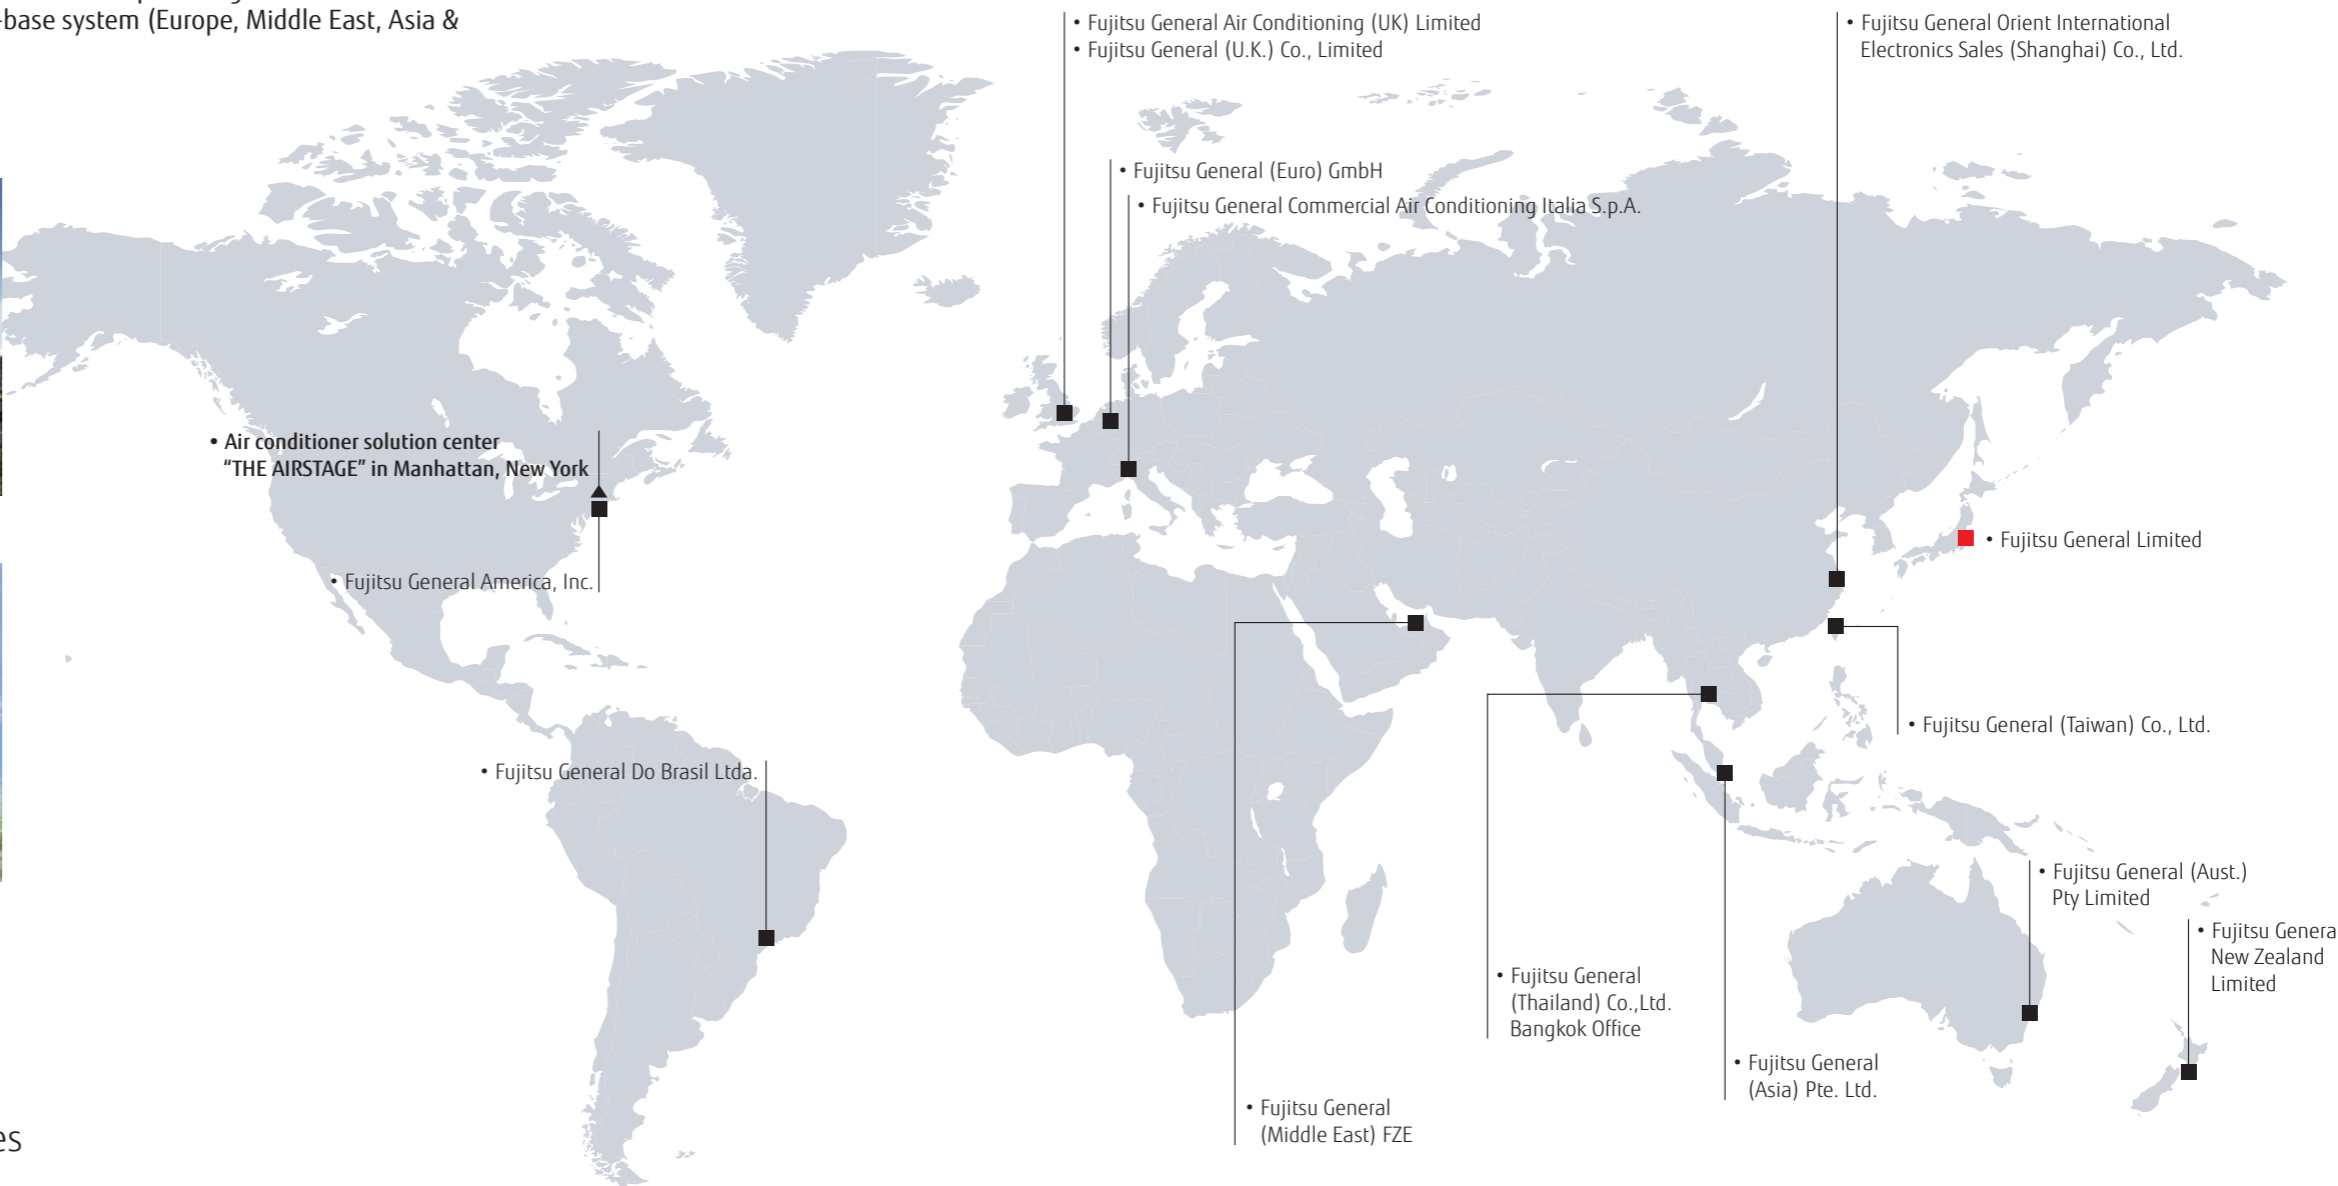 -base system (Europe, Middle East, Asia &
• Fujitsu General Air Conditioning (UK) Limited
• Fujitsu General (U.K.) Co., Limited
• Fujitsu General Orient International
Electronics Sales (Shanghai) Co., Ltd.
• Fujitsu General (Euro) GmbH
• Fujitsu General Commercial Air Conditioning Italia S.p.A.
• Air conditioner solution center
“THE AIRSTAGE” in Manhattan, New York
• Fujitsu General America, Inc.
• Fujitsu General Limited
• Fujitsu General (Taiwan) Co., Ltd.
• Fujitsu General Do Brasil Ltda.
• Fujitsu General (Aust.)
Pty Limited
• Fujitsu Genera
New Zealand
Limited
• Fujitsu General
(Thailand) Co.,Ltd.
Bangkok Office
• Fujitsu General
(Asia) Pte. Ltd.
• Fujitsu General
(Middle East) FZE
es